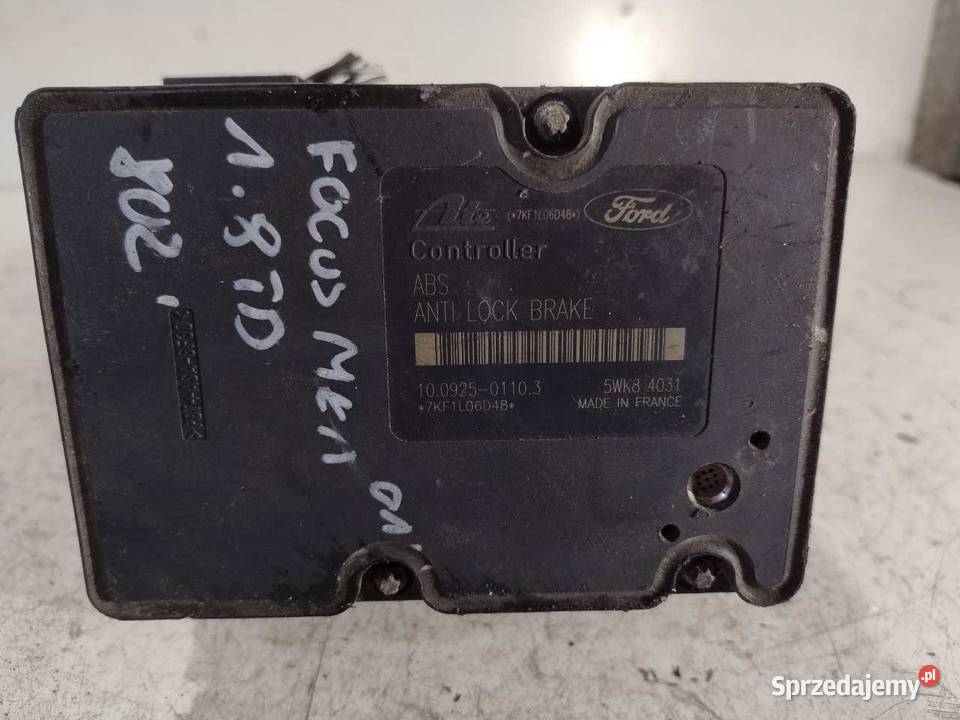 Ate (*7KF1L06D48*) Ford
Controller
ABS
ANTI LOCK BRAKE
10.0925-0110.3 5WK8 4031
*7KF1L06D48* MADE IN FRANCE
FOCUS MK1 01'
1.8 TD
Sprzedajemy.pl